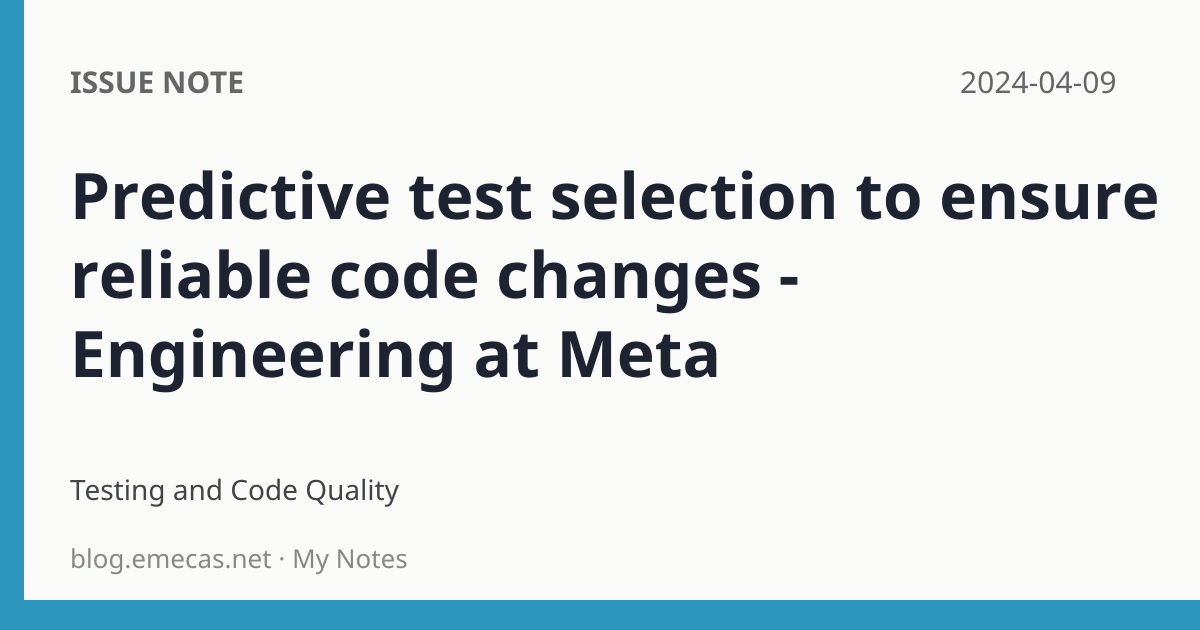 ISSUE NOTE
2024-04-09
Predictive test selection to ensure
reliable code changes -
Engineering at Meta
Testing and Code Quality
blog.emecas.net · My Notes